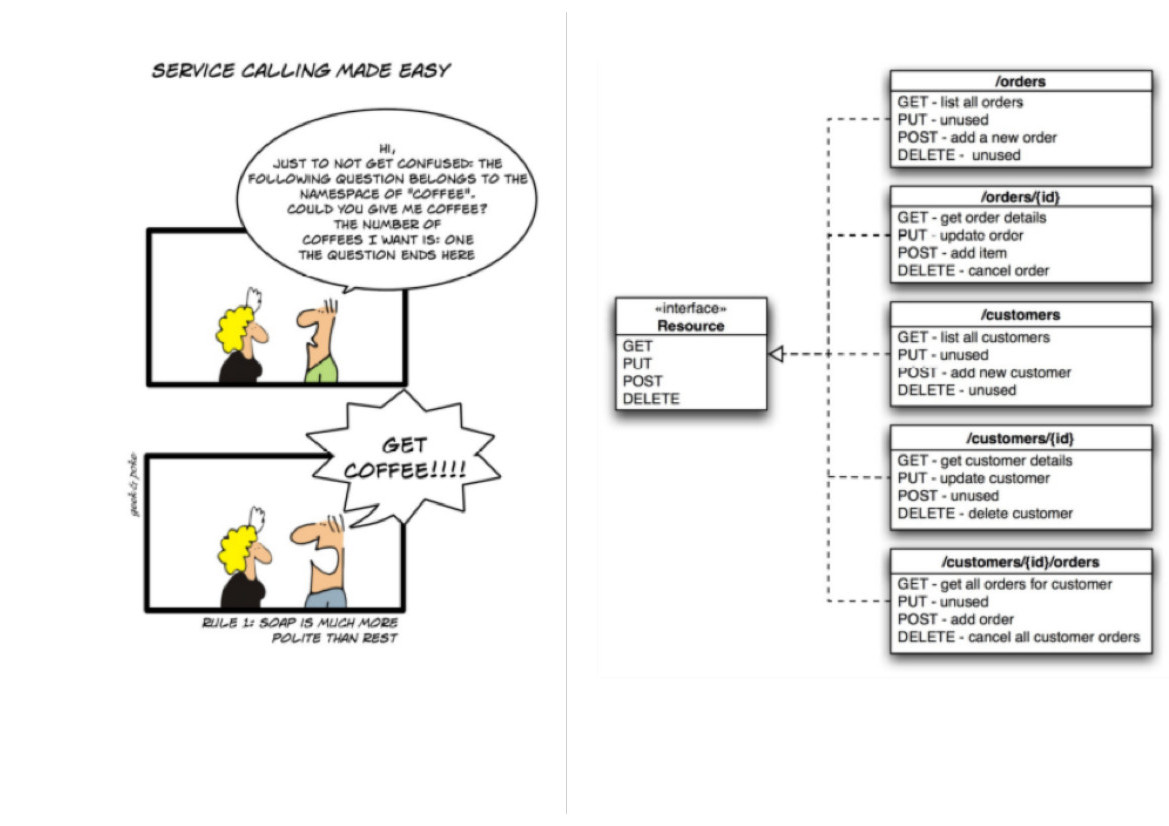 SERVICE CALLING MADE EASY
HI,
JUST TO NOT GET CONFUSED: THE
FOLLOWING QUESTION BELONGS TO THE
NAMESPACE OF "COFFEE".
COULD YOU GIVE ME COFFEE?
THE NUMBER OF
COFFEES I WANT IS: ONE
THE QUESTION ENDS HERE
GET
COFFEE!!!!
geek & poke
RULE 1: SOAP IS MUCH MORE
POLITE THAN REST
«interface»
Resource
GET
PUT
POST
DELETE
/orders
GET - list all orders
PUT - unused
POST - add a new order
DELETE - unused
/orders/{id}
GET - get order details
PUT - update order
POST - add item
DELETE - cancel order
/customers
GET - list all customers
PUT - unused
POST - add new customer
DELETE - unused
/customers/{id}
GET - get customer details
PUT - update customer
POST - unused
DELETE - delete customer
/customers/{id}/orders
GET - get all orders for customer
PUT - unused
POST - add order
DELETE - cancel all customer orders